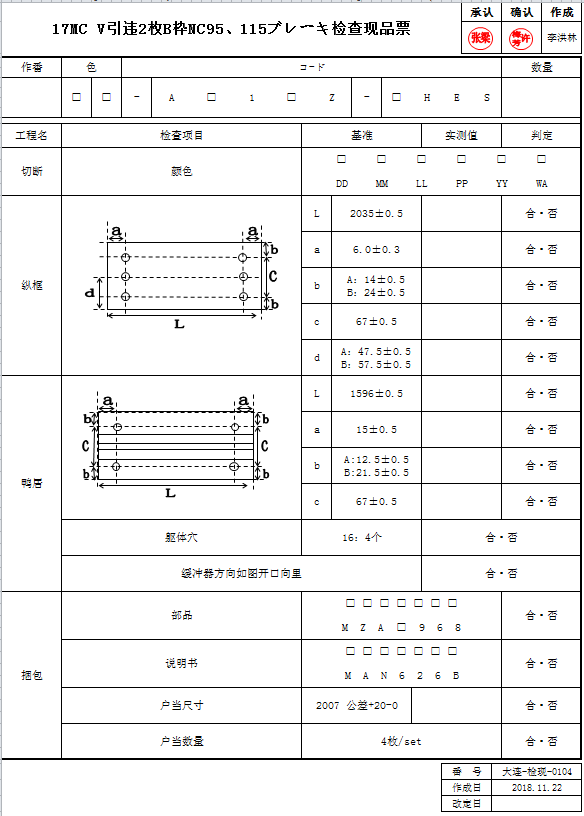 17MC V引违2枚B枠NC95、115ブレーキ检查现品票
承认 确认 作成
张梁 梅芳许 李洪林
作番 色 コード 数量
□ □ - A □ 1 □ Z - □ H E S
工程名 检查项目 基准 实测值 判定
切断 颜色 □ □ □ □ □ □
DD MM LL PP YY WA
纵框
a a
b
C
d
b
L
L 2035±0.5 合·否
a 6.0±0.3 合·否
b A: 14±0.5 合·否
B: 24±0.5
c 67±0.5 合·否
d A: 47.5±0.5 合·否
B: 57.5±0.5
鸭居
a a
b b
C C
b b
L
L 1596±0.5 合·否
a 15±0.5 合·否
b A:12.5±0.5 合·否
B:21.5±0.5
c 67±0.5 合·否
躯体穴 16: 4个 合·否
缓冲器方向如图开口向里 合·否
捆包
部品 □ □ □ □ □ □ □ 合·否
M Z A □ 9 6 8
说明书 □ □ □ □ □ □ □ 合·否
M A N 6 2 6 B
户当尺寸 2007 公差+20-0 合·否
户当数量 4枚/set 合·否
番 号 大连-检现-0104
作成日 2018.11.22
改定日